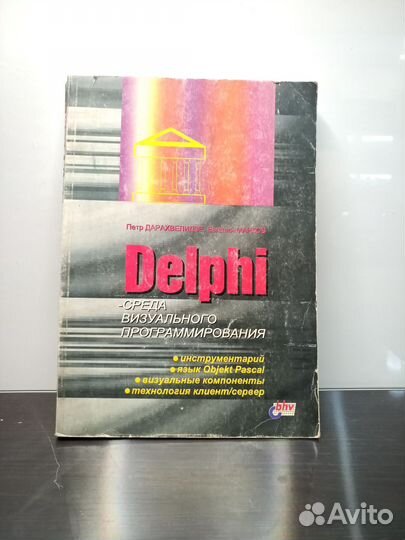 Петр ДАРАХВЕЛИДЗЕ, Евгений МАРКОВ
Delphi
-СРЕДА
ВИЗУАЛЬНОГО
ПРОГРАММИРОВАНИЯ
• инструментарий
• язык Objekt Pascal
• визуальные компоненты
• технология клиент/сервер
bhv
Avito